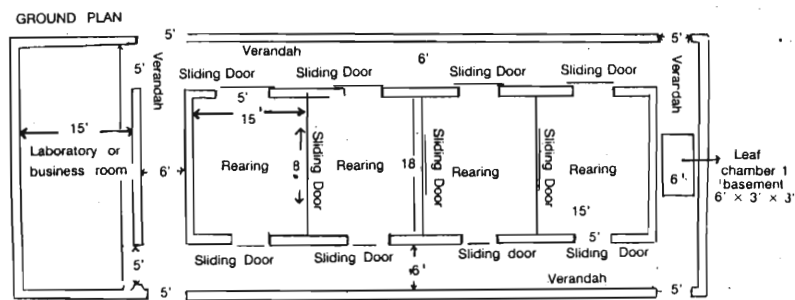 GROUND PLAN
5'
5'
Verandah
6'
5'
Verandah
Sliding Door
Sliding Door
Sliding Door
Sliding Door
Verandah
5'
15'
15'
Laboratory or
business room
6'
Rearing
8'
Sliding Door
Rearing
18
Sliding Door
Rearing
Sliding Door
Rearing
15'
6'
Leaf
chamber 1
basement
6' × 3' × 3'
5'
5'
Sliding Door
Sliding Door
Sliding door
Sliding Door
6'
Verandah
5'
5'